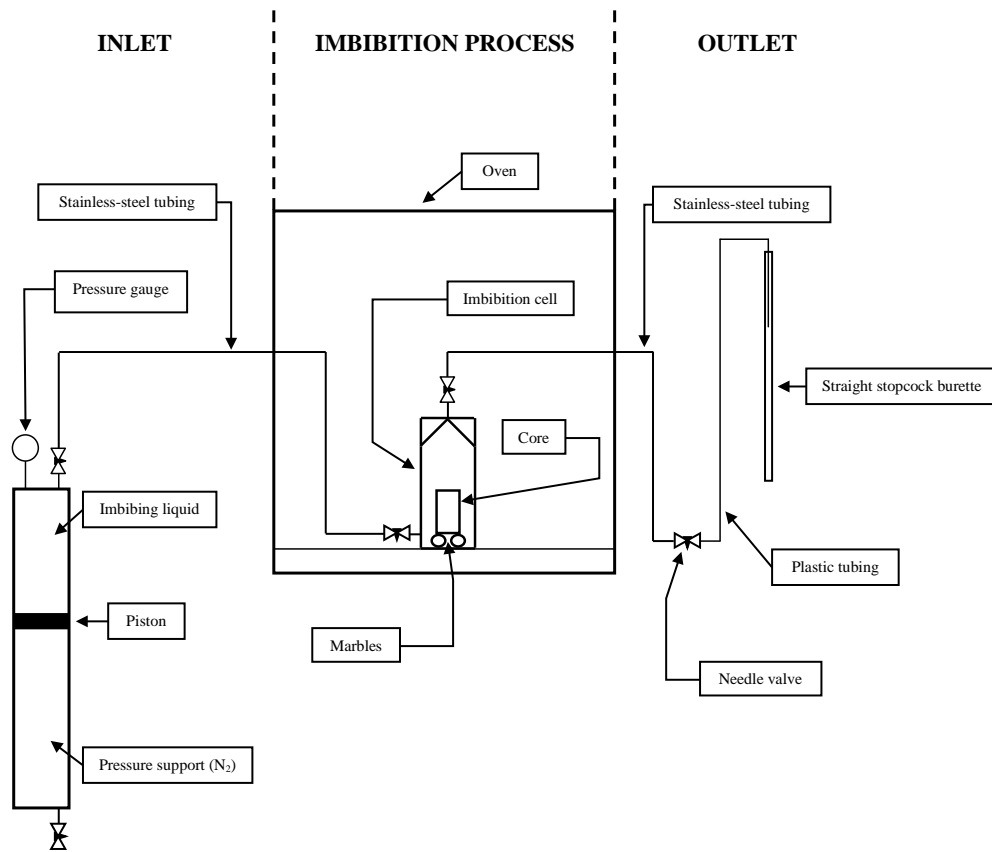 INLET
IMBIBITION PROCESS
OUTLET
Oven
Stainless-steel tubing
Stainless-steel tubing
Pressure gauge
Imbibition cell
Straight stopcock burette
Core
Imbibing liquid
Plastic tubing
Piston
Marbles
Needle valve
Pressure support (N₂)